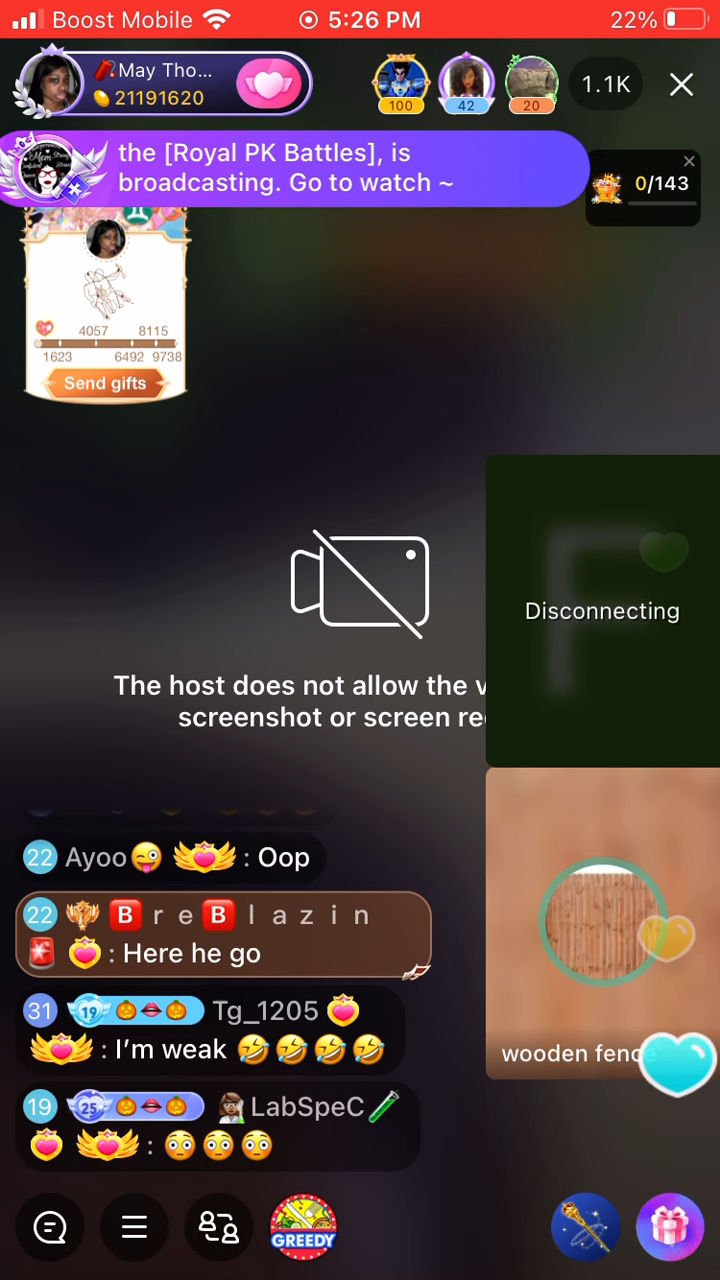 Boost Mobile
5:26 PM
22%
May Tho...
21191620
100
42
20
1.1K
the [Royal PK Battles], is
broadcasting. Go to watch ~
0/143
4057 8115
1623 6492 9738
Send gifts
Disconnecting
The host does not allow the v
screenshot or screen re
22 Ayoo😜 : Oop
22 🅱 r e 🅱 l a z i n
🚨 : Here he go
31 19 🎃👄🎃 Tg_1205
: I’m weak 🤣🤣🤣🤣
19 25 🎃👄🎃 👩🏽‍🔬LabSpeC🧪
: 😳😳😳
wooden fence
GREEDY